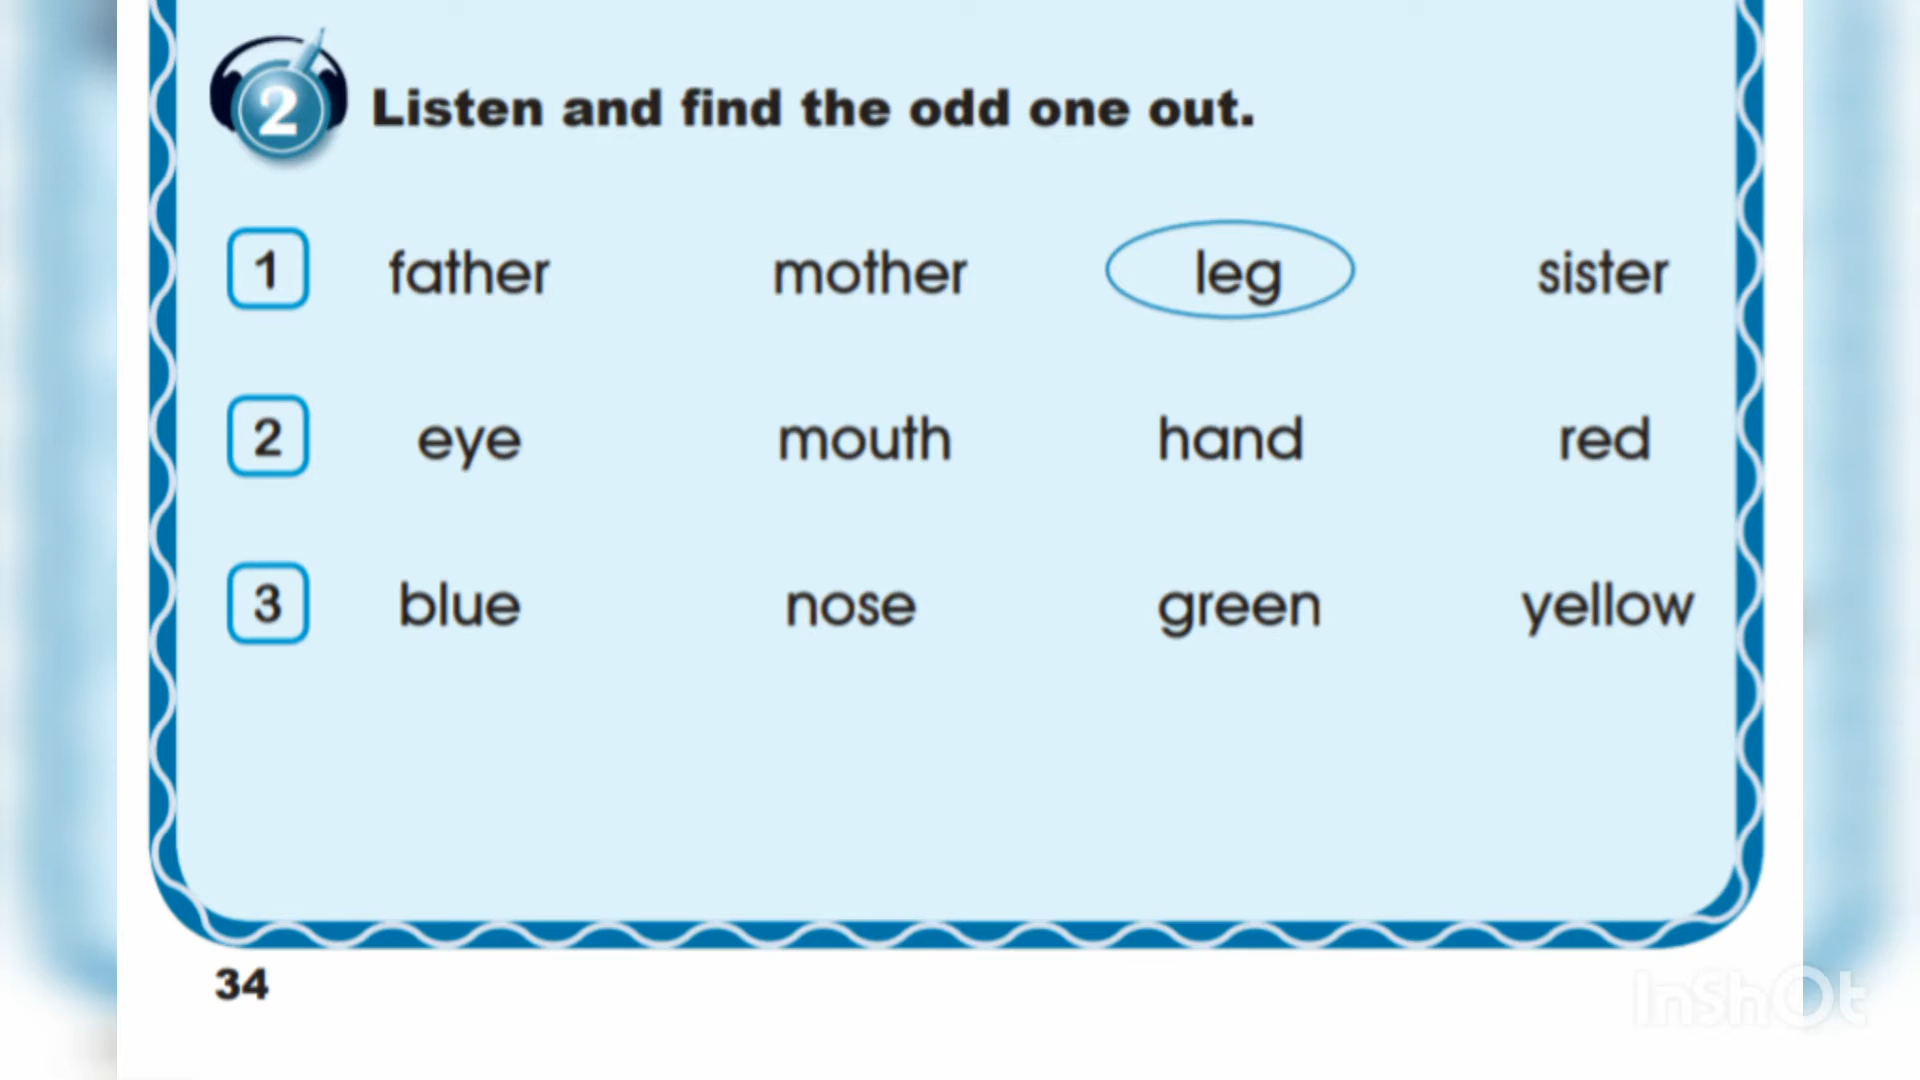 2 Listen and find the odd one out.
1 father mother leg sister
2 eye mouth hand red
3 blue nose green yellow
34
InShOt